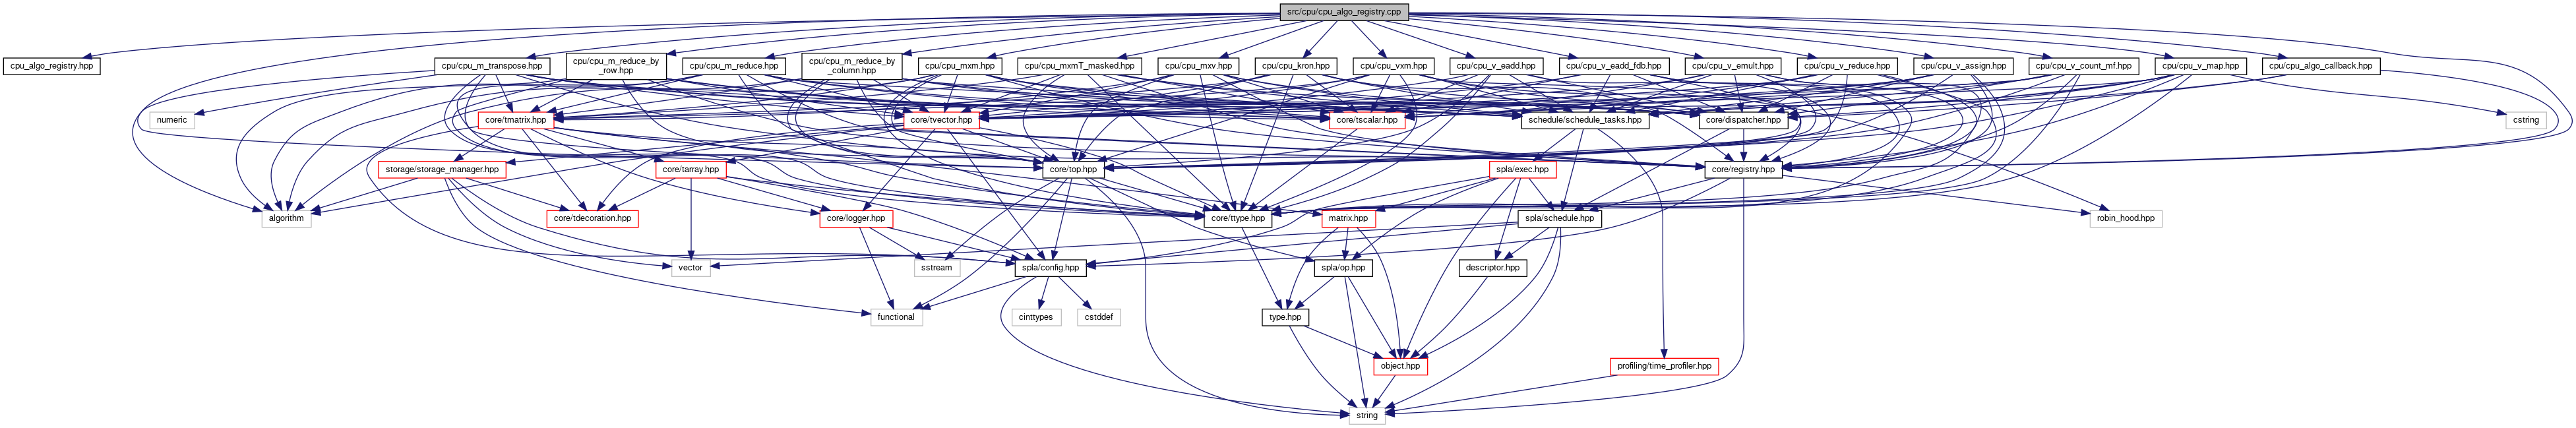 src/cpu/cpu_algo_registry.cpp
cpu_algo_registry.hpp
cpu/cpu_m_transpose.hpp
cpu/cpu_m_reduce_by
_row.hpp
cpu/cpu_m_reduce.hpp
cpu/cpu_m_reduce_by
_column.hpp
cpu/cpu_mxm.hpp
cpu/cpu_mxmT_masked.hpp
cpu/cpu_mxv.hpp
cpu/cpu_kron.hpp
cpu/cpu_vxm.hpp
cpu/cpu_v_eadd.hpp
cpu/cpu_v_eadd_fdb.hpp
cpu/cpu_v_emult.hpp
cpu/cpu_v_reduce.hpp
cpu/cpu_v_assign.hpp
cpu/cpu_v_count_mf.hpp
cpu/cpu_v_map.hpp
cpu/cpu_algo_callback.hpp
numeric
core/tmatrix.hpp
core/tvector.hpp
core/tscalar.hpp
schedule/schedule_tasks.hpp
core/dispatcher.hpp
cstring
storage/storage_manager.hpp
core/tarray.hpp
core/top.hpp
spla/exec.hpp
core/registry.hpp
algorithm
core/tdecoration.hpp
core/logger.hpp
core/ttype.hpp
matrix.hpp
spla/schedule.hpp
robin_hood.hpp
vector
sstream
spla/config.hpp
spla/op.hpp
descriptor.hpp
functional
cinttypes
cstddef
type.hpp
object.hpp
profiling/time_profiler.hpp
string